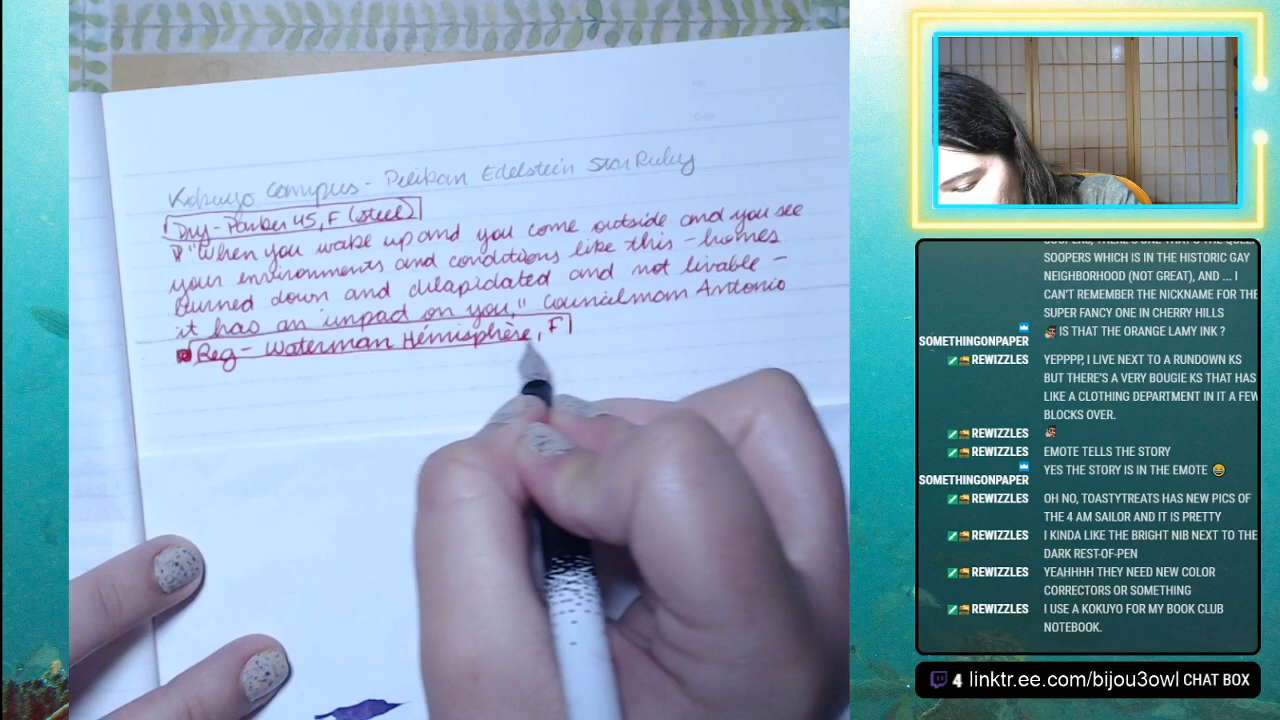 Kokuyo Campus - Pelikan Edelstein Star Ruby
Dry - Parker 45, F (steel)
"When you wake up and you come outside and you see
your environments and conditions like this - homes
burned down and dilapidated and not livable -
it has an impact on you," Councilman Antonio
Reg - Waterman Hémisphère, F
SOOPERS, THERE'S ONE THAT'S THE QUEER
SOOPERS WHICH IS IN THE HISTORIC GAY
NEIGHBORHOOD (NOT GREAT), AND ... I
CAN'T REMEMBER THE NICKNAME FOR THE
SUPER FANCY ONE IN CHERRY HILLS
SOMETHINGONPAPER IS THAT THE ORANGE LAMY INK ?
REWIZZLES YEPPPP, I LIVE NEXT TO A RUNDOWN KS
BUT THERE'S A VERY BOUGIE KS THAT HAS
LIKE A CLOTHING DEPARTMENT IN IT A FEW
BLOCKS OVER.
REWIZZLES
REWIZZLES EMOTE TELLS THE STORY
SOMETHINGONPAPER YES THE STORY IS IN THE EMOTE
REWIZZLES OH NO, TOASTYTREATS HAS NEW PICS OF
THE 4 AM SAILOR AND IT IS PRETTY
REWIZZLES I KINDA LIKE THE BRIGHT NIB NEXT TO THE
DARK REST-OF-PEN
REWIZZLES YEAHHHH THEY NEED NEW COLOR
CORRECTORS OR SOMETHING
REWIZZLES I USE A KOKUYO FOR MY BOOK CLUB
NOTEBOOK.
4 linktr.ee.com/bijou3owl CHAT BOX